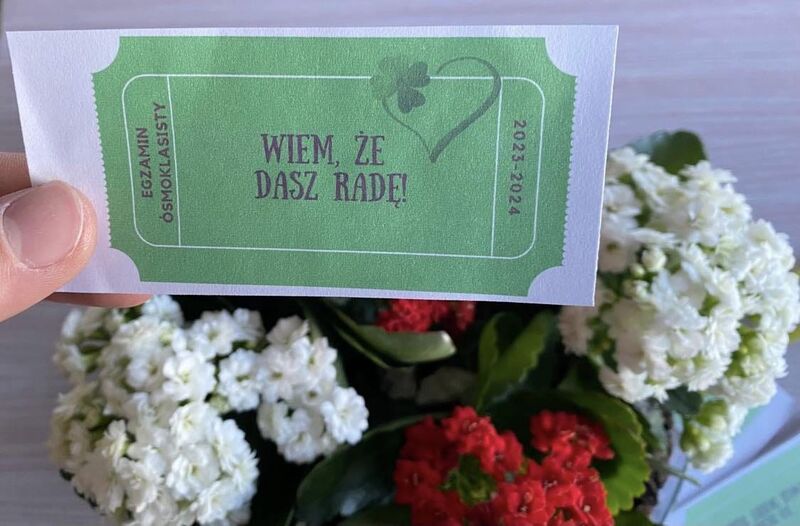 EGZAMIN
ÓSMOKLASISTY
WIEM, ŻE
DASZ RADĘ!
2023-2024